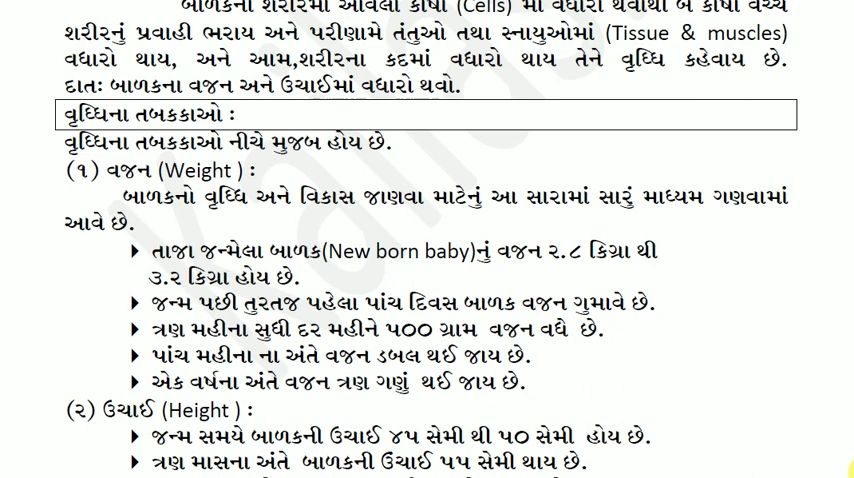 બાળકના શરીરમાં આવેલા કોષો (Cells) માં વધારો થવાથી બે કોષો વચ્ચે
શરીરનું પ્રવાહી ભરાય અને પરીણામે તંતુઓ તથા સ્નાયુઓમાં (Tissue & muscles)
વધારો થાય, અને આમ,શરીરના કદમાં વધારો થાય તેને વૃધ્ધિ કહેવાય છે.
દાતઃ બાળકના વજન અને ઉચાઈમાં વધારો થવો.
વૃધ્ધિના તબકકાઓ :
વૃધ્ધિના તબકકાઓ નીચે મુજબ હોય છે.
(૧) વજન (Weight ) :
બાળકનો વૃધ્ધિ અને વિકાસ જાણવા માટેનું આ સારામાં સારું માધ્યમ ગણવામાં
આવે છે.
તાજા જન્મેલા બાળક(New born baby)નું વજન ૨.૮ કિગ્રા થી
૩.૨ કિગ્રા હોય છે.
જન્મ પછી તુરતજ પહેલા પાંચ દિવસ બાળક વજન ગુમાવે છે.
ત્રણ મહીના સુધી દર મહીને ૫૦૦ ગ્રામ વજન વધે છે.
પાંચ મહીના ના અંતે વજન ડબલ થઈ જાય છે.
એક વર્ષના અંતે વજન ત્રણ ગણું થઈ જાય છે.
(૨) ઉચાઈ (Height ) :
જન્મ સમયે બાળકની ઉચાઈ ૪૫ સેમી થી ૫૦ સેમી હોય છે.
ત્રણ માસના અંતે બાળકની ઉંચાઈ ૫૫ સેમી થાય છે.